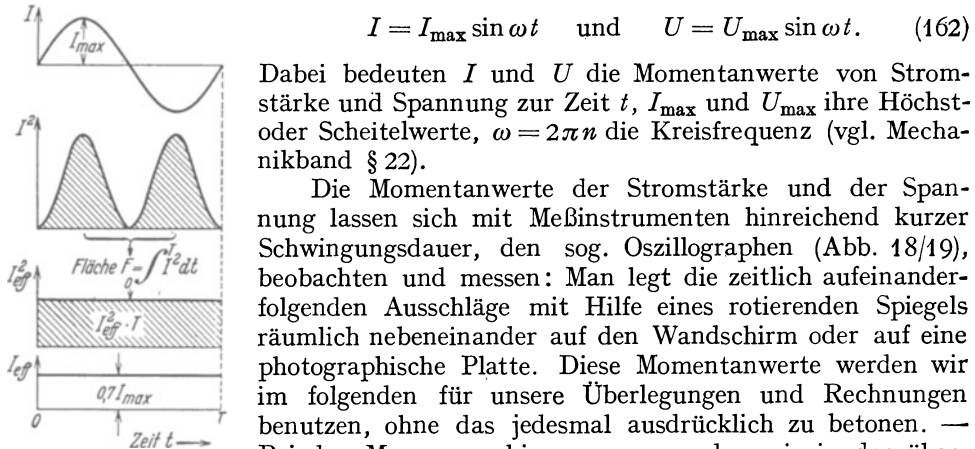 I = I_max sin ω t und U = U_max sin ω t. (162)
Dabei bedeuten I und U die Momentanwerte von Strom-
stärke und Spannung zur Zeit t, I_max und U_max ihre Höchst-
oder Scheitelwerte, ω = 2πn die Kreisfrequenz (vgl. Mecha-
nikband § 22).
Die Momentanwerte der Stromstärke und der Span-
nung lassen sich mit Meßinstrumenten hinreichend kurzer
Schwingungsdauer, den sog. Oszillographen (Abb. 18/19),
beobachten und messen: Man legt die zeitlich aufeinander-
folgenden Ausschläge mit Hilfe eines rotierenden Spiegels
räumlich nebeneinander auf den Wandschirm oder auf eine
photographische Platte. Diese Momentanwerte werden wir
im folgenden für unsere Überlegungen und Rechnungen
benutzen, ohne das jedesmal ausdrücklich zu betonen. —
I
I_max
I²
Fläche F = ∫₀ᵀ I² dt
I²_eff
I²_eff · T
I_eff
0,7 I_max
0 T
Zeit t →